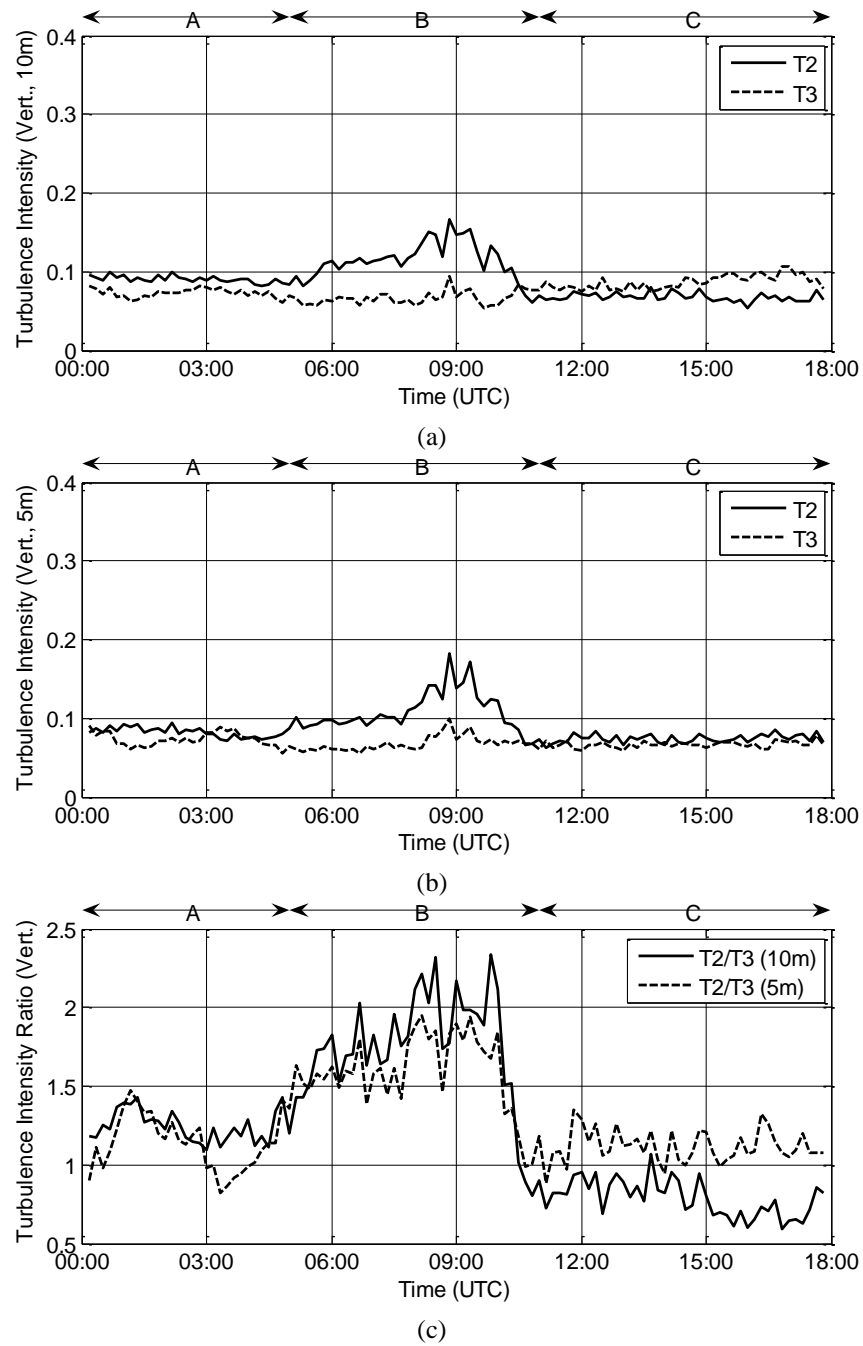 A B C
Turbulence Intensity (Vert., 10m)
0.4
0.3
0.2
0.1
0
T2
T3
00:00 03:00 06:00 09:00 12:00 15:00 18:00
Time (UTC)
(a)
A B C
Turbulence Intensity (Vert., 5m)
0.4
0.3
0.2
0.1
0
T2
T3
00:00 03:00 06:00 09:00 12:00 15:00 18:00
Time (UTC)
(b)
A B C
Turbulence Intensity Ratio (Vert.)
2.5
2
1.5
1
0.5
T2/T3 (10m)
T2/T3 (5m)
00:00 03:00 06:00 09:00 12:00 15:00 18:00
Time (UTC)
(c)